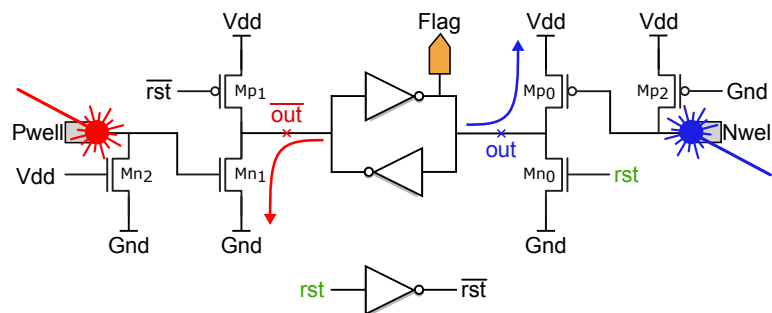 Vdd Flag Vdd Vdd
rst Mp1 Mp0 Mp2 Gnd
Pwell out Nwel
out
Vdd Mn2 Mn1 Mn0 rst
Gnd Gnd Gnd
rst rst